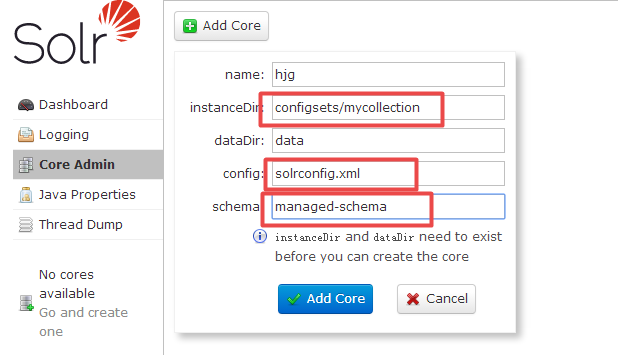 Solr
Dashboard
Logging
Core Admin
Java Properties
Thread Dump
No cores
available
Go and create
one
Add Core
name: hjg
instanceDir: configsets/mycollection
dataDir: data
config: solrconfig.xml
schema: managed-schema
instanceDir and dataDir need to exist
before you can create the core
Add Core
Cancel